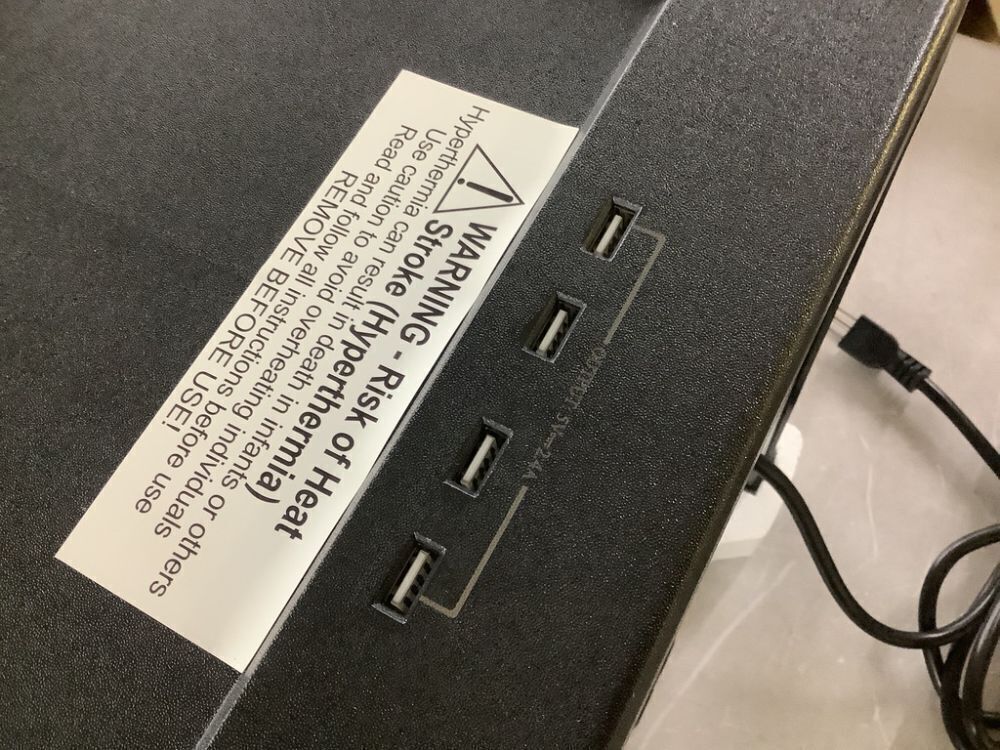 WARNING - Risk of Heat
Stroke (Hyperthermia)
Hyperthermia can result in death in infants or others
Use caution to avoid overheating individuals
Read and follow all instructions before use
REMOVE BEFORE USE!
OUTPUT 5V⎓2.4A